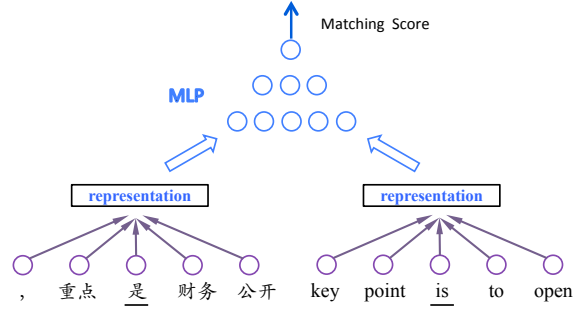 Matching Score
MLP
representation representation
, 重点 是 财务 公开 key point is to open